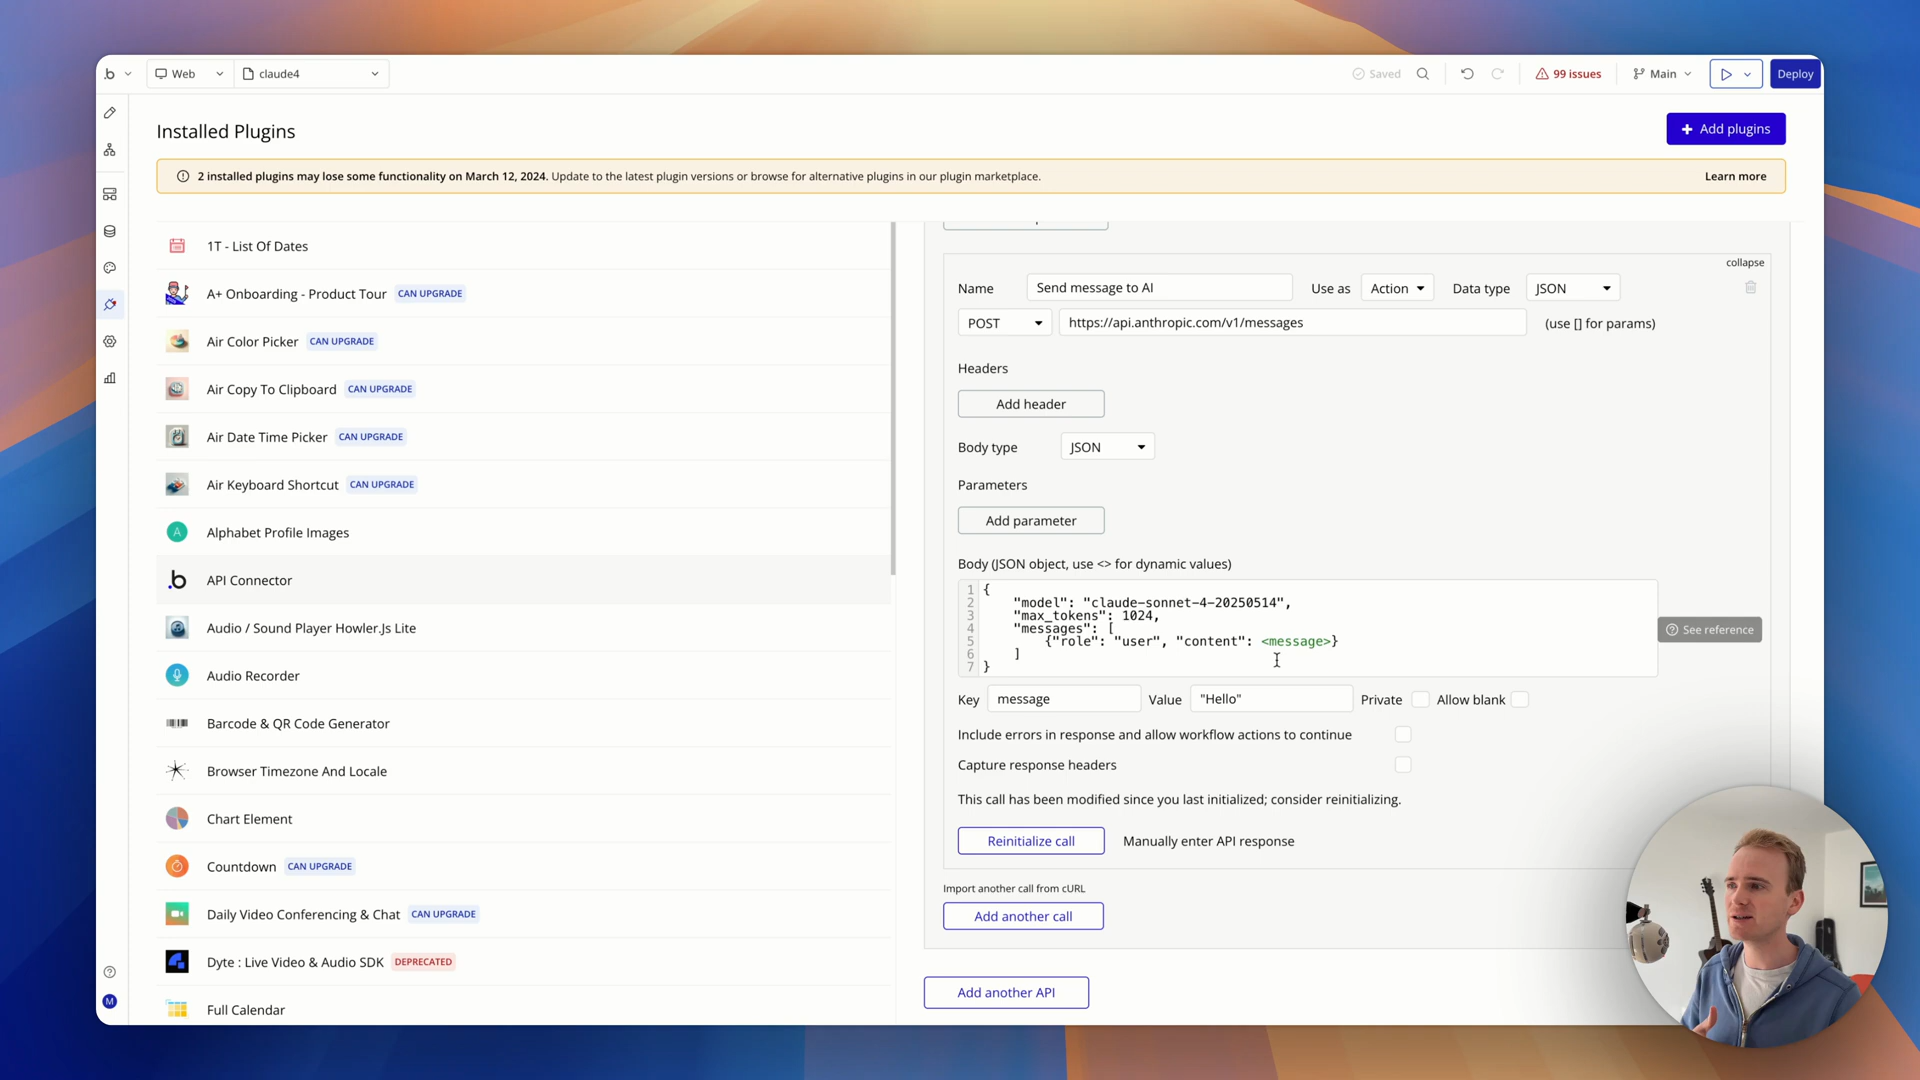 Web
claude4
Saved
99 issues
Main
Deploy
Installed Plugins
Add plugins
2 installed plugins may lose some functionality on March 12, 2024. Update to the latest plugin versions or browse for alternative plugins in our plugin marketplace.
Learn more
1T - List Of Dates
A+ Onboarding - Product Tour CAN UPGRADE
Air Color Picker CAN UPGRADE
Air Copy To Clipboard CAN UPGRADE
Air Date Time Picker CAN UPGRADE
Air Keyboard Shortcut CAN UPGRADE
A Alphabet Profile Images
b API Connector
Audio / Sound Player Howler.Js Lite
Audio Recorder
Barcode & QR Code Generator
Browser Timezone And Locale
Chart Element
Countdown CAN UPGRADE
Daily Video Conferencing & Chat CAN UPGRADE
Dyte : Live Video & Audio SDK DEPRECATED
Full Calendar
M
collapse
Name Send message to AI Use as Action Data type JSON
POST https://api.anthropic.com/v1/messages (use [] for params)
Headers
Add header
Body type JSON
Parameters
Add parameter
Body (JSON object, use <> for dynamic values)
1 {
2 "model": "claude-sonnet-4-20250514",
3 "max_tokens": 1024,
4 "messages": [
5 {"role": "user", "content": <message>}
6 ]
7 }
See reference
Key message Value "Hello" Private Allow blank
Include errors in response and allow workflow actions to continue
Capture response headers
This call has been modified since you last initialized; consider reinitializing.
Reinitialize call Manually enter API response
Import another call from cURL
Add another call
Add another API